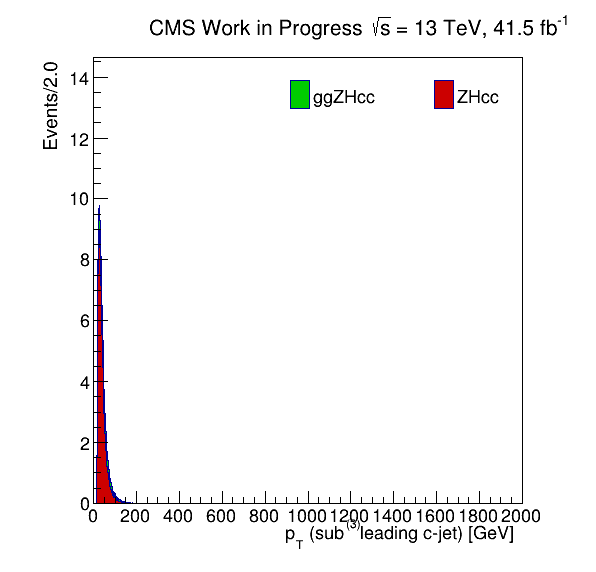 CMS Work in Progress √s = 13 TeV, 41.5 fb⁻¹
Events/2.0
ggZHcc ZHcc
14
12
10
8
6
4
2
0
0 200 400 600 800 1000 1200 1400 1600 1800 2000
p_T (sub⁽³⁾leading c-jet) [GeV]